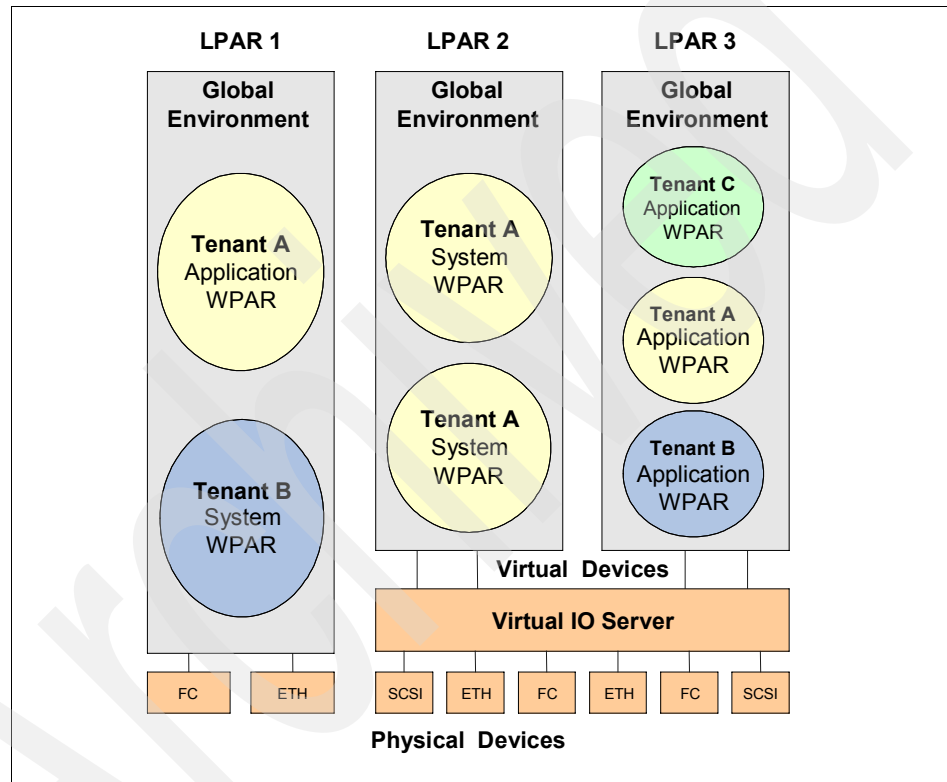 LPAR 1
LPAR 2
LPAR 3
Global
Environment
Tenant A
Application
WPAR
Tenant B
System
WPAR
Global
Environment
Tenant A
System
WPAR
Tenant A
System
WPAR
Global
Environment
Tenant C
Application
WPAR
Tenant A
Application
WPAR
Tenant B
Application
WPAR
Virtual Devices
Virtual IO Server
FC
ETH
SCSI
ETH
FC
ETH
FC
SCSI
Physical Devices
Archived